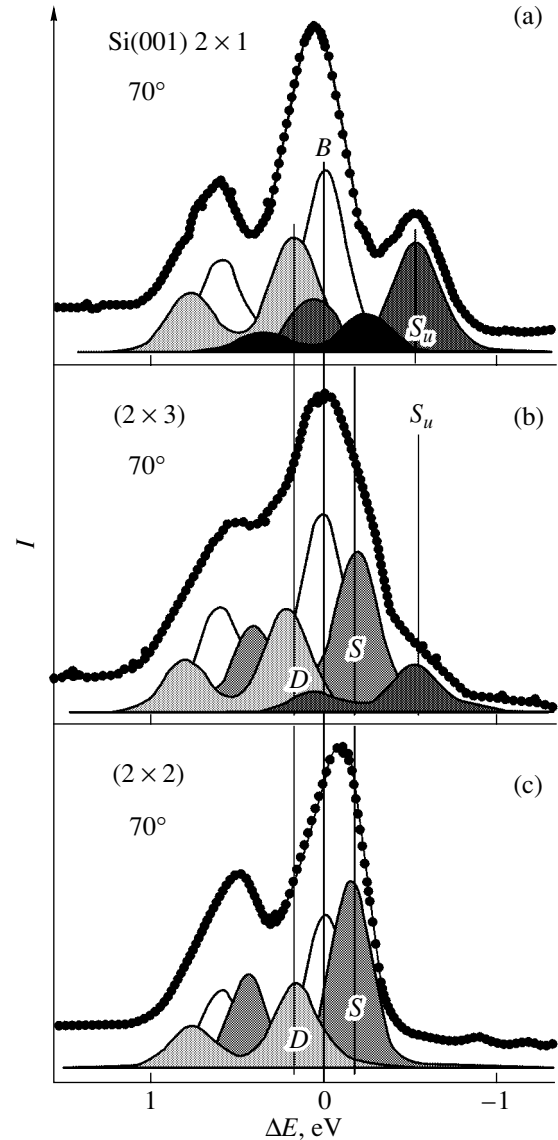 (a)
Si(001) 2 × 1
70°
B
S_u
(b)
(2 × 3)
70°
S_u
S
D
I
(c)
(2 × 2)
70°
S
D
1
0
–1
ΔE, eV